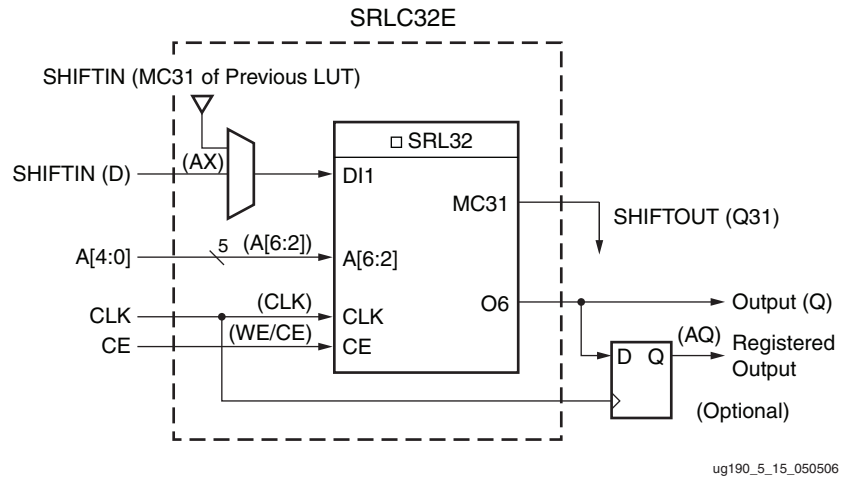 SRLC32E
SHIFTIN (MC31 of Previous LUT)
□ SRL32
(AX)
SHIFTIN (D)
DI1
MC31
SHIFTOUT (Q31)
A[4:0]
5
(A[6:2])
A[6:2]
(CLK)
CLK
CLK
O6
Output (Q)
(WE/CE)
CE
CE
(AQ)
D Q
Registered
Output
(Optional)
ug190_5_15_050506